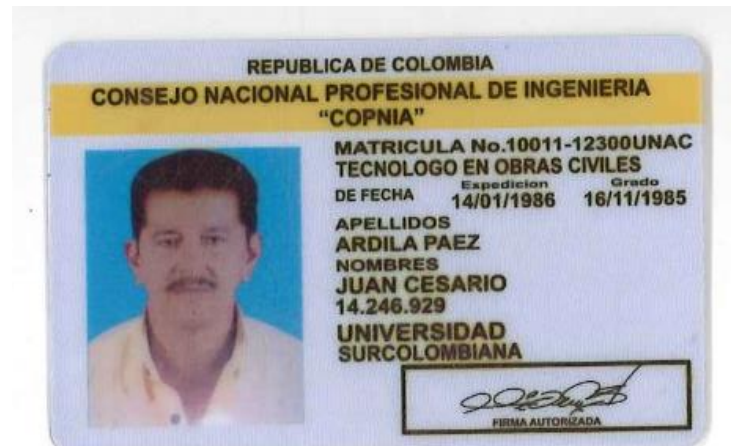 REPUBLICA DE COLOMBIA
CONSEJO NACIONAL PROFESIONAL DE INGENIERIA
“COPNIA”
MATRICULA No.10011-12300UNAC
TECNOLOGO EN OBRAS CIVILES
DE FECHA Expedicion 14/01/1986 Grado 16/11/1985
APELLIDOS
ARDILA PAEZ
NOMBRES
JUAN CESARIO
14.246.929
UNIVERSIDAD
SURCOLOMBIANA
FIRMA AUTORIZADA